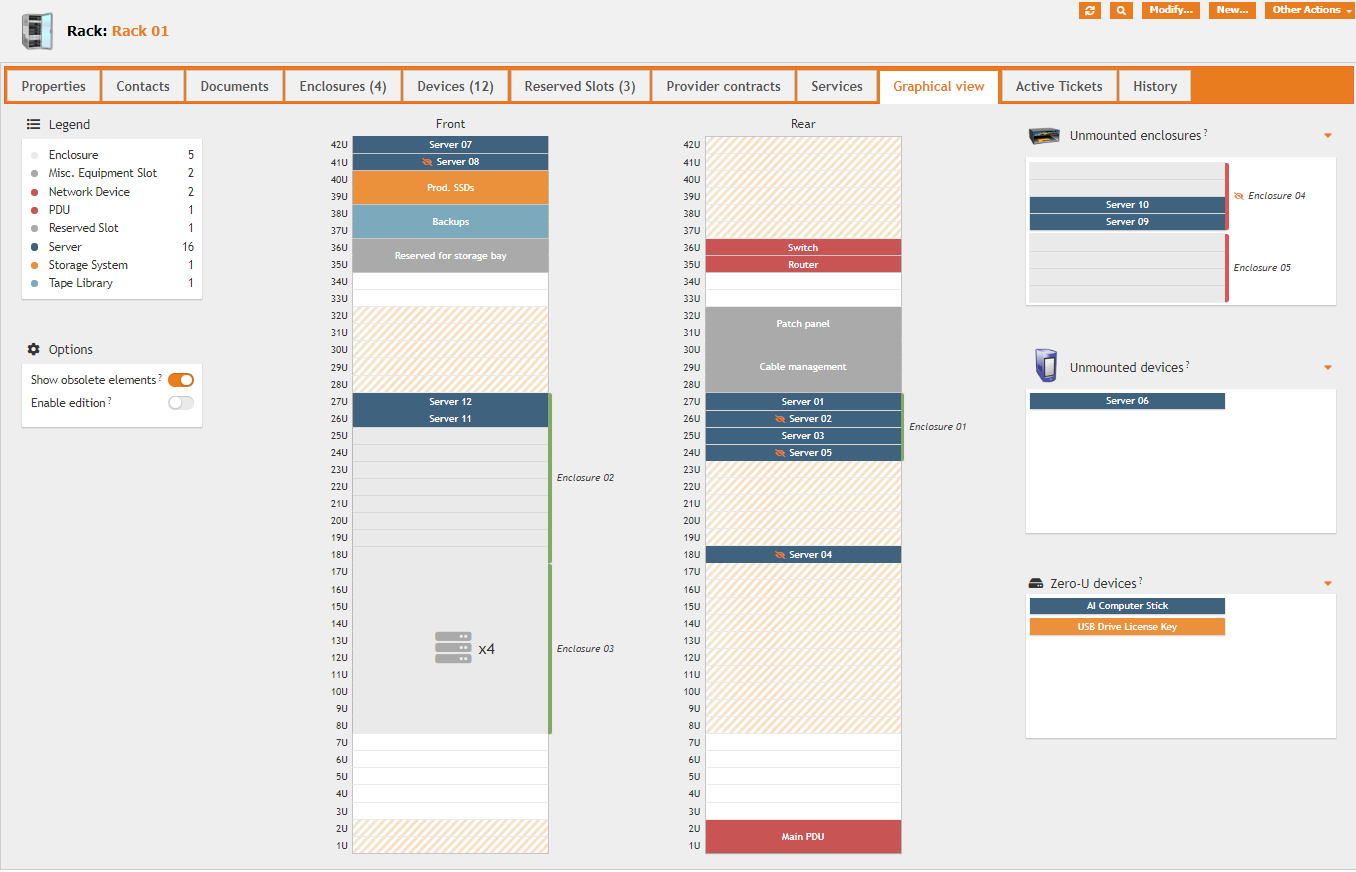 Rack: Rack 01
Modify...
New...
Other Actions
Properties
Contacts
Documents
Enclosures (4)
Devices (12)
Reserved Slots (3)
Provider contracts
Services
Graphical view
Active Tickets
History
Legend
Enclosure 5
Misc. Equipment Slot 2
Network Device 2
PDU 1
Reserved Slot 1
Server 16
Storage System 1
Tape Library 1
Options
Show obsolete elements ?
Enable edition ?
Front
42U Server 07
41U Server 08
40U
Prod. SSDs
39U
38U
Backups
37U
36U
Reserved for storage bay
35U
34U
33U
32U
31U
30U
29U
28U
27U Server 12
26U Server 11
25U
24U
23U
Enclosure 02
22U
21U
20U
19U
18U
17U
16U
15U
14U
13U
x4
Enclosure 03
12U
11U
10U
9U
8U
7U
6U
5U
4U
3U
2U
1U
Rear
42U
41U
40U
39U
38U
37U
36U Switch
35U Router
34U
33U
32U
Patch panel
31U
30U
29U Cable management
28U
27U Server 01
26U Server 02
Enclosure 01
25U Server 03
24U Server 05
23U
22U
21U
20U
19U
18U Server 04
17U
16U
15U
14U
13U
12U
11U
10U
9U
8U
7U
6U
5U
4U
3U
2U
Main PDU
1U
Unmounted enclosures ?
Enclosure 04
Server 10
Server 09
Enclosure 05
Unmounted devices ?
Server 06
Zero-U devices ?
AI Computer Stick
USB Drive License Key